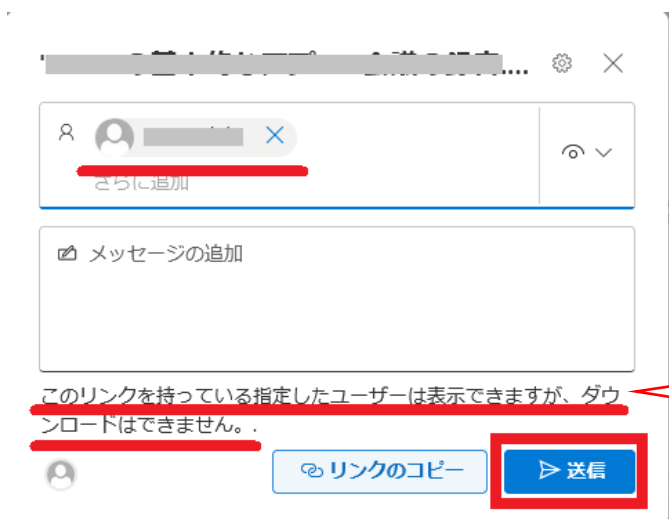 さらに追加
メッセージの追加
このリンクを持っている指定したユーザーは表示できますが、ダウ
ンロードはできません。.
リンクのコピー
送信